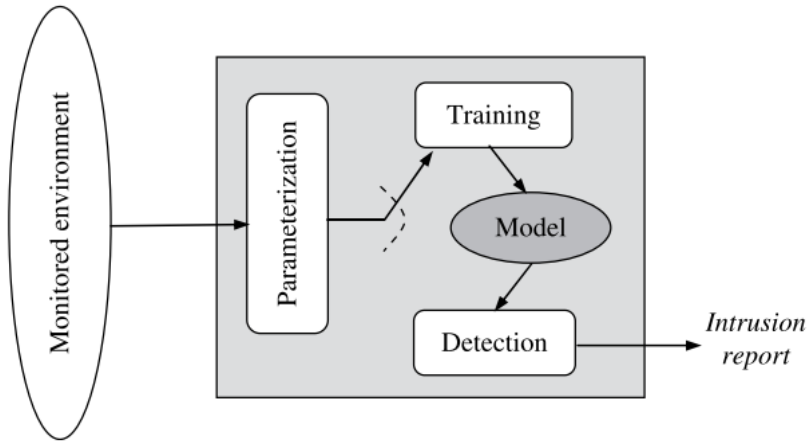 Monitored environment
Parameterization
Training
Model
Detection
Intrusion
report